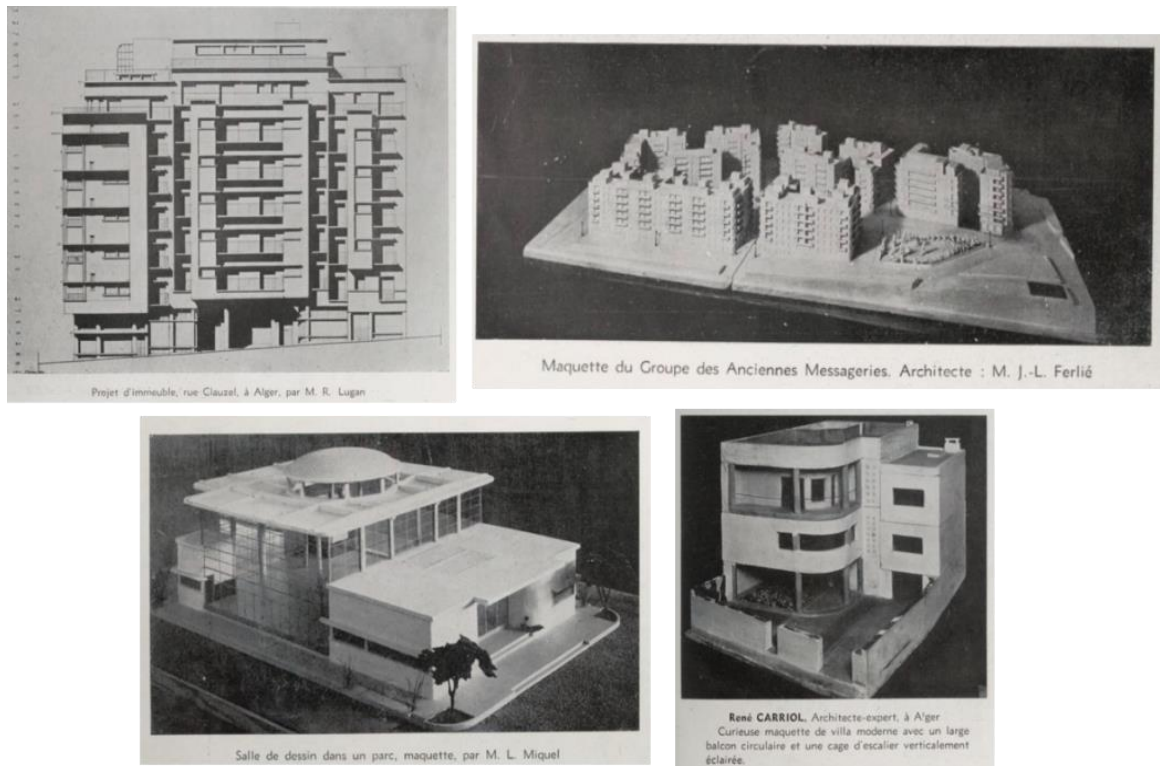 Projet d'immeuble, rue Clauzel, à Alger, par M. R. Lugan
Maquette du Groupe des Anciennes Messageries. Architecte : M. J.-L. Ferlié
Salle de dessin dans un parc, maquette, par M. L. Miquel
René CARRIOL, Architecte-expert, à Alger
Curieuse maquette de villa moderne avec un large
balcon circulaire et une cage d'escalier verticalement
éclairée.